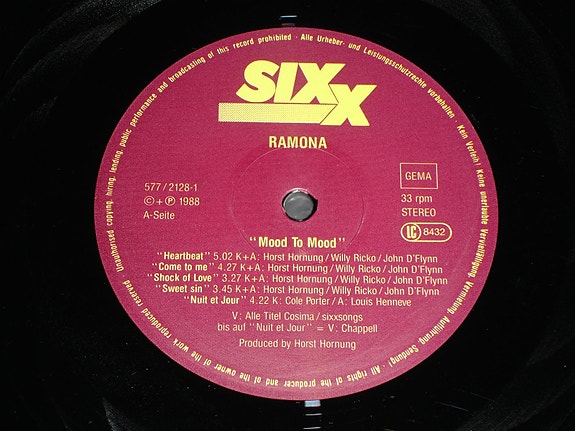 SIXX
RAMONA
577/2128-1
© + ℗ 1988
A-Seite
GEMA
33 rpm
STEREO
LC 8432
"Mood To Mood"
"Heartbeat" 5.02 K+A: Horst Hornung/Willy Ricko/John D'Flynn
"Come to me" 4.27 K+A: Horst Hornung/Willy Ricko/John D'Flynn
"Shock of Love" 3.27 K+A: Horst Hornung/Willy Ricko/John D'Flynn
"Sweet sin" 3.45 K+A: Horst Hornung/Willy Ricko/John D'Flynn
"Nuit et Jour" 4.22 K: Cole Porter/A: Louis Henneve
V: Alle Titel Cosima/sixxsongs
bis auf "Nuit et Jour" = V: Chappell
Produced by Horst Hornung
Unauthorised copying, hiring, lending, public performance and broadcasting of this record prohibited · Alle Urheber- und Leistungsschutzrechte vorbehalten · Kein Verleih! Keine unerlaubte Vervielfältigung, Vermietung, Aufführung, Sendung! · All rights of the producer and of the owner of the work reproduced reserved ·